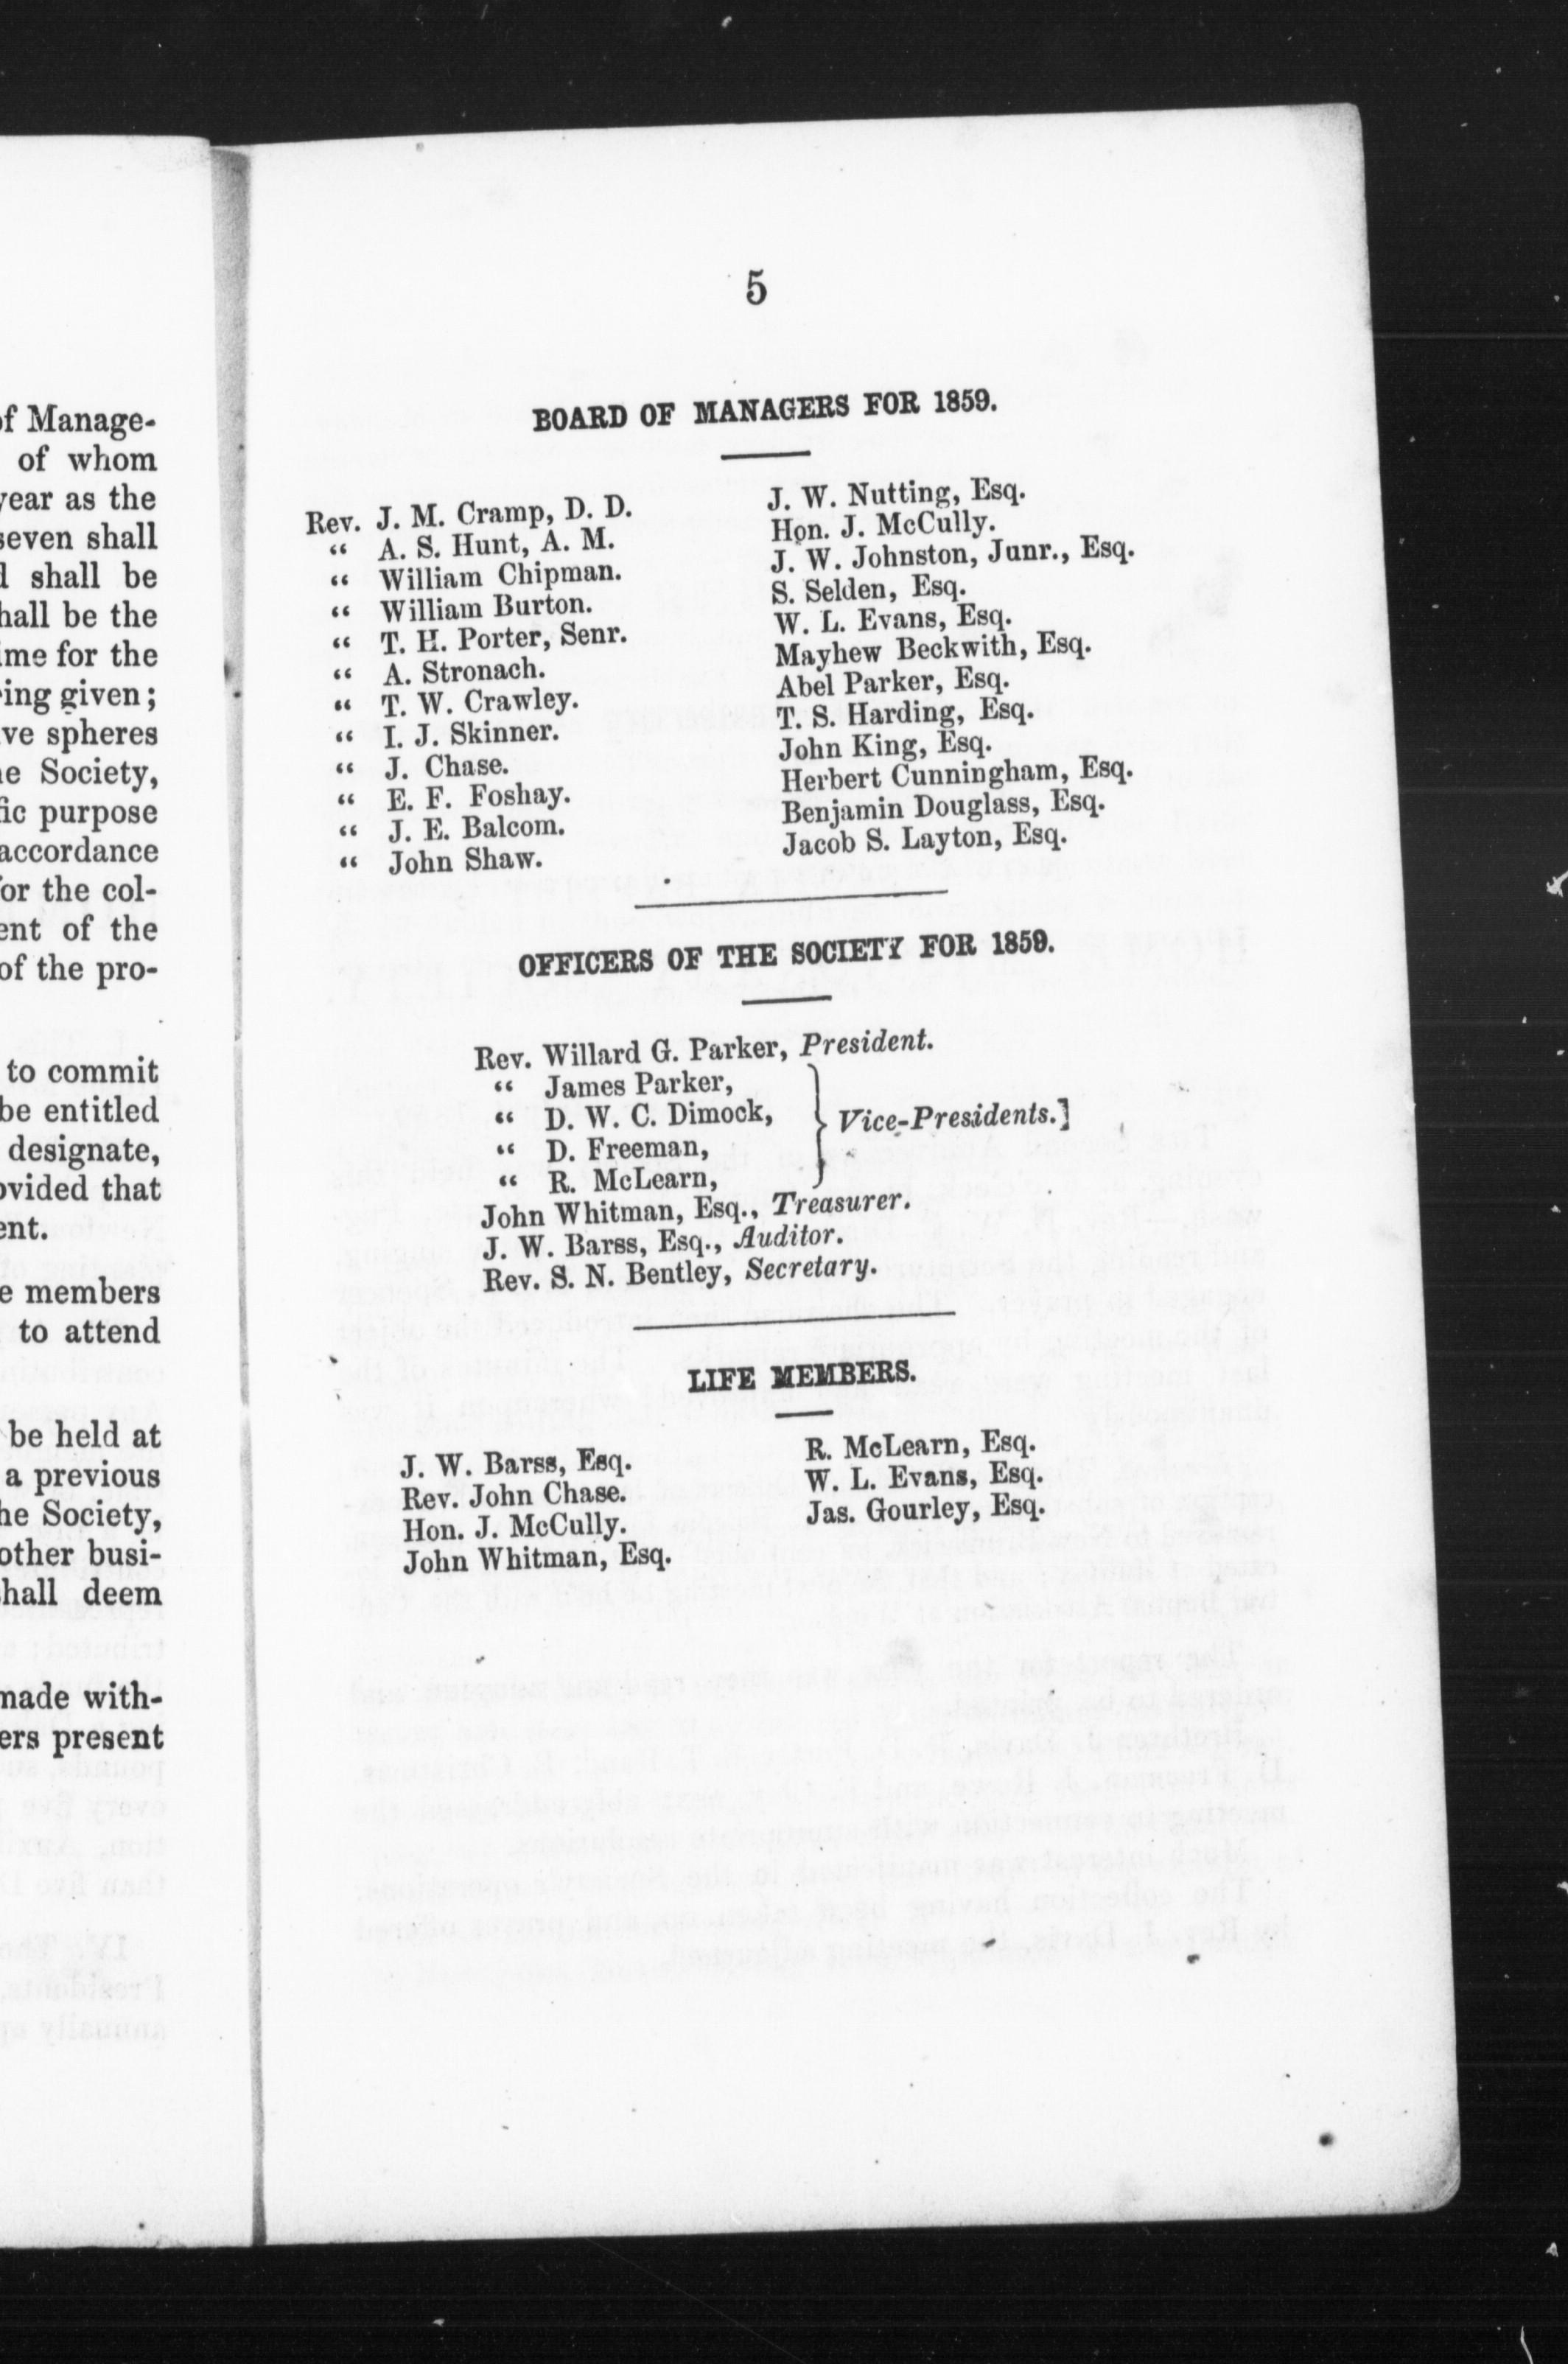 of Manage-
of whom
year as the
seven shall
shall be
shall be the
time for the
being given;
ve spheres
Society,
purpose
accordance
for the col-
ent of the
of the pro-
to commit
be entitled
designate,
provided that
ent.
members
to attend
be held at
a previous
the Society,
other busi-
shall deem
made with-
ers present
5
BOARD OF MANAGERS FOR 1859.
Rev. J. M. Cramp, D. D.
“ A. S. Hunt, A. M.
“ William Chipman.
“ William Burton.
“ T. H. Porter, Senr.
“ A. Stronach.
“ T. W. Crawley.
“ I. J. Skinner.
“ J. Chase.
“ E. F. Foshay.
“ J. E. Balcom.
“ John Shaw.
J. W. Nutting, Esq.
Hon. J. McCully.
J. W. Johnston, Junr., Esq.
S. Selden, Esq.
W. L. Evans, Esq.
Mayhew Beckwith, Esq.
Abel Parker, Esq.
T. S. Harding, Esq.
John King, Esq.
Herbert Cunningham, Esq.
Benjamin Douglass, Esq.
Jacob S. Layton, Esq.
OFFICERS OF THE SOCIETY FOR 1859.
Rev. Willard G. Parker, President.
“ James Parker,
“ D. W. C. Dimock,
“ D. Freeman,
“ R. McLearn,
Vice-Presidents.]
John Whitman, Esq., Treasurer.
J. W. Barss, Esq., Auditor.
Rev. S. N. Bentley, Secretary.
LIFE MEMBERS.
J. W. Barss, Esq.
Rev. John Chase.
Hon. J. McCully.
John Whitman, Esq.
R. McLearn, Esq.
W. L. Evans, Esq.
Jas. Gourley, Esq.